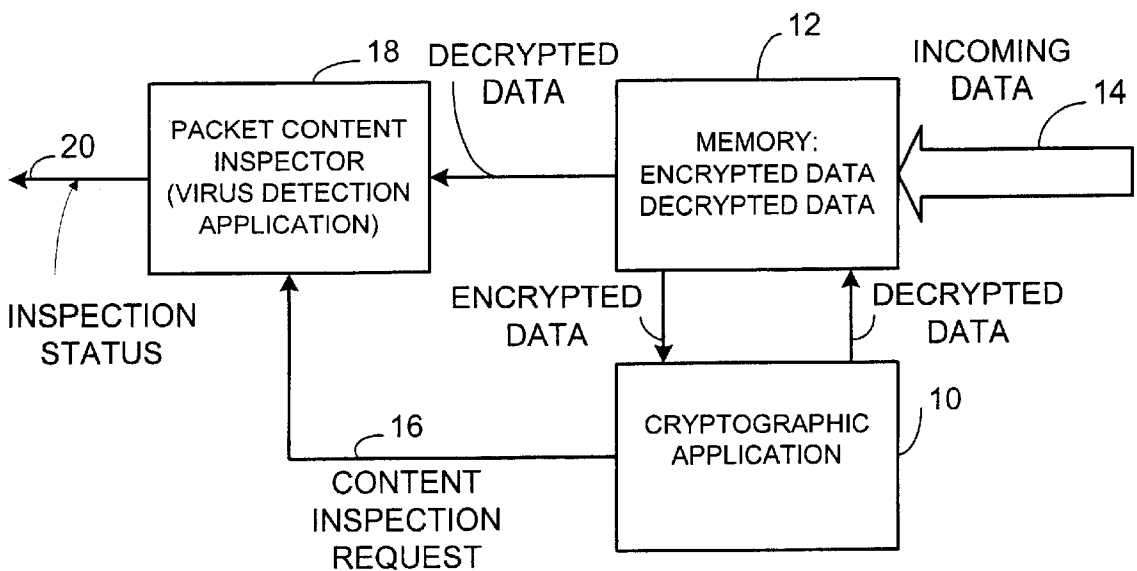 18
DECRYPTED
DATA
12
INCOMING
DATA
14
20
PACKET CONTENT
INSPECTOR
(VIRUS DETECTION
APPLICATION)
MEMORY:
ENCRYPTED DATA
DECRYPTED DATA
INSPECTION
STATUS
ENCRYPTED
DATA
DECRYPTED
DATA
16
CONTENT
INSPECTION
REQUEST
CRYPTOGRAPHIC
APPLICATION
10